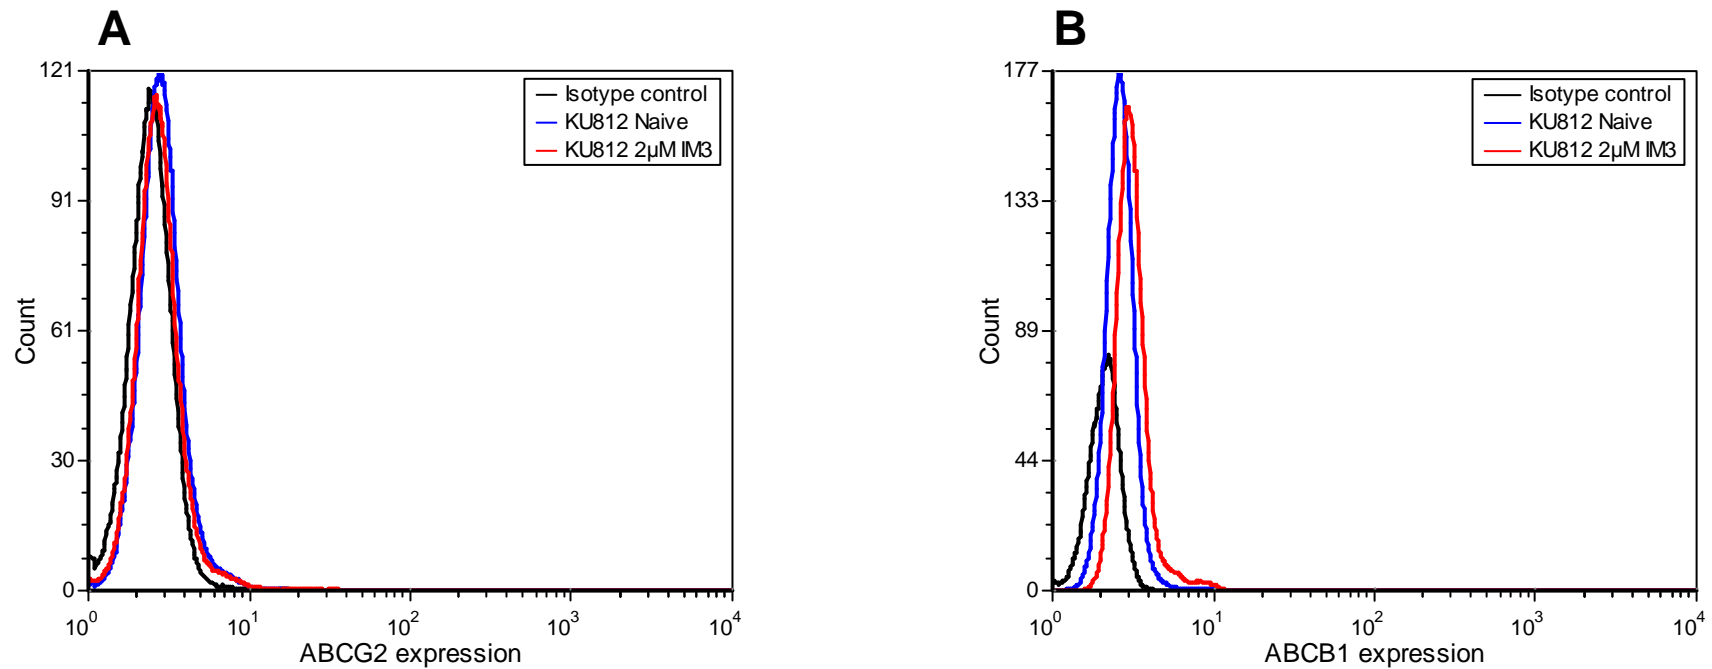 A
121
91
61
30
0
Count
10^0
10^1
10^2
10^3
10^4
ABCG2 expression
Isotype control
KU812 Naive
KU812 2µM IM3
B
177
133
89
44
0
Count
10^0
10^1
10^2
10^3
10^4
ABCB1 expression
Isotype control
KU812 Naive
KU812 2µM IM3